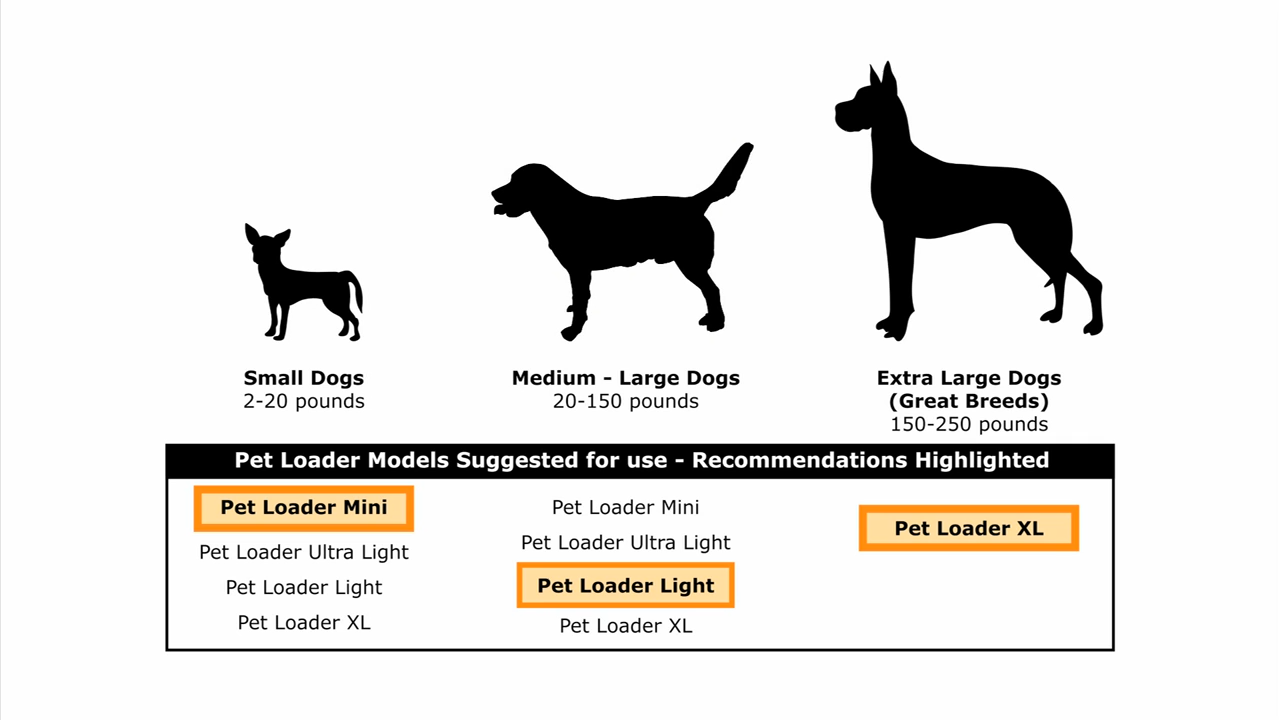 Small Dogs
2-20 pounds
Medium - Large Dogs
20-150 pounds
Extra Large Dogs
(Great Breeds)
150-250 pounds
Pet Loader Models Suggested for use - Recommendations Highlighted
Pet Loader Mini
Pet Loader Ultra Light
Pet Loader Light
Pet Loader XL
Pet Loader Mini
Pet Loader Ultra Light
Pet Loader Light
Pet Loader XL
Pet Loader XL